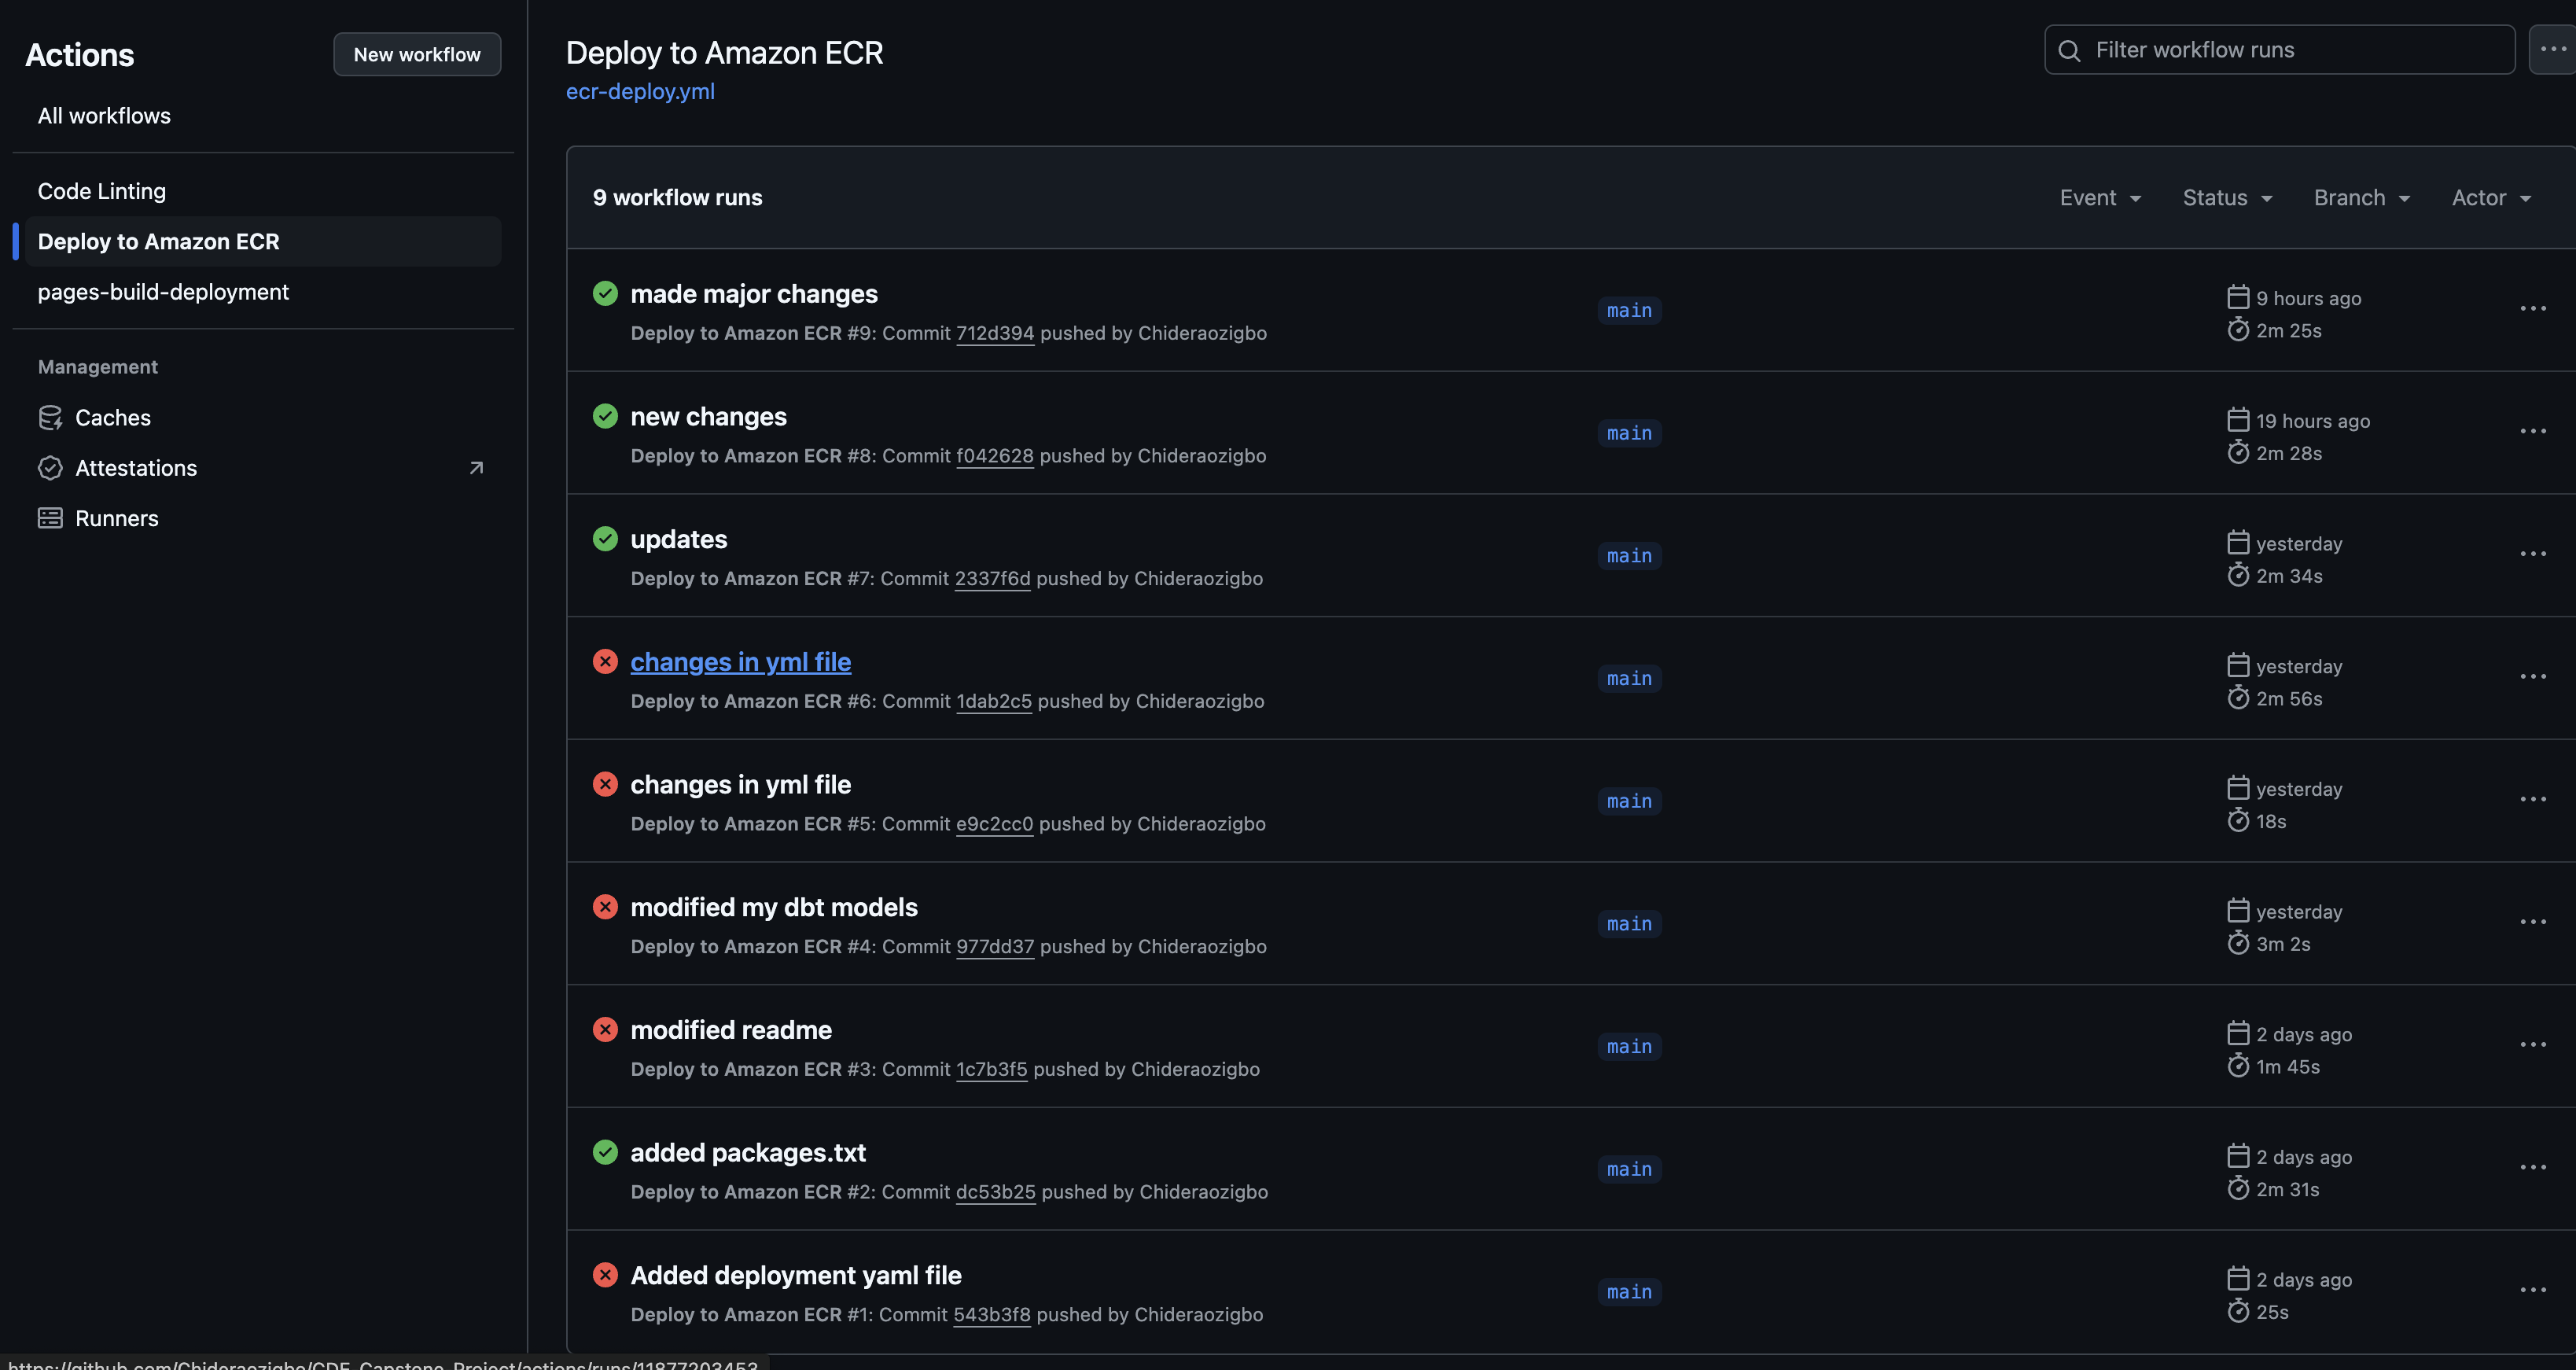 Actions
New workflow
All workflows
Code Linting
Deploy to Amazon ECR
pages-build-deployment
Management
Caches
Attestations
Runners
Deploy to Amazon ECR
ecr-deploy.yml
Filter workflow runs
9 workflow runs
Event Status Branch Actor
made major changes
Deploy to Amazon ECR #9: Commit 712d394 pushed by Chideraozigbo
main
9 hours ago
2m 25s
new changes
Deploy to Amazon ECR #8: Commit f042628 pushed by Chideraozigbo
main
19 hours ago
2m 28s
updates
Deploy to Amazon ECR #7: Commit 2337f6d pushed by Chideraozigbo
main
yesterday
2m 34s
changes in yml file
Deploy to Amazon ECR #6: Commit 1dab2c5 pushed by Chideraozigbo
main
yesterday
2m 56s
changes in yml file
Deploy to Amazon ECR #5: Commit e9c2cc0 pushed by Chideraozigbo
main
yesterday
18s
modified my dbt models
Deploy to Amazon ECR #4: Commit 977dd37 pushed by Chideraozigbo
main
yesterday
3m 2s
modified readme
Deploy to Amazon ECR #3: Commit 1c7b3f5 pushed by Chideraozigbo
main
2 days ago
1m 45s
added packages.txt
Deploy to Amazon ECR #2: Commit dc53b25 pushed by Chideraozigbo
main
2 days ago
2m 31s
Added deployment yaml file
Deploy to Amazon ECR #1: Commit 543b3f8 pushed by Chideraozigbo
main
2 days ago
25s
https://github.com/Chideraozigbo/CDE-Capstone-Project/actions/runs/11877203453